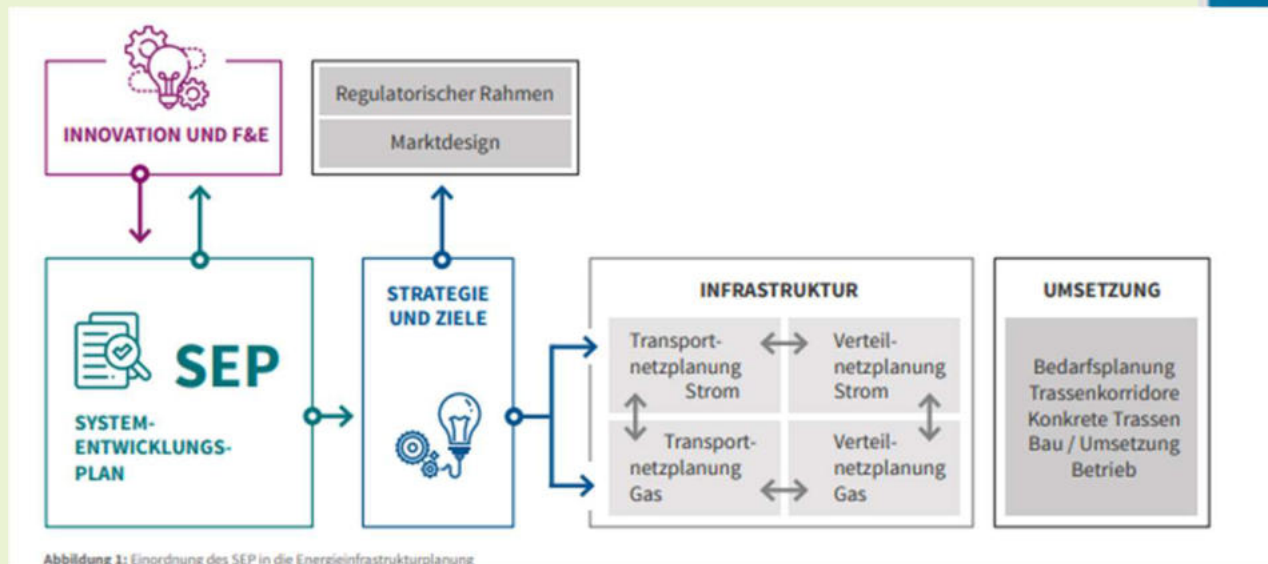 INNOVATION UND F&E
Regulatorischer Rahmen
Marktdesign
SEP
SYSTEM-
ENTWICKLUNGS-
PLAN
STRATEGIE
UND ZIELE
INFRASTRUKTUR
Transport-
netzplanung
Strom
Verteil-
netzplanung
Strom
Transport-
netzplanung
Gas
Verteil-
netzplanung
Gas
UMSETZUNG
Bedarfsplanung
Trassenkorridore
Konkrete Trassen
Bau / Umsetzung
Betrieb
Abbildung 1: Einordnung des SEP in die Energieinfrastrukturplanung